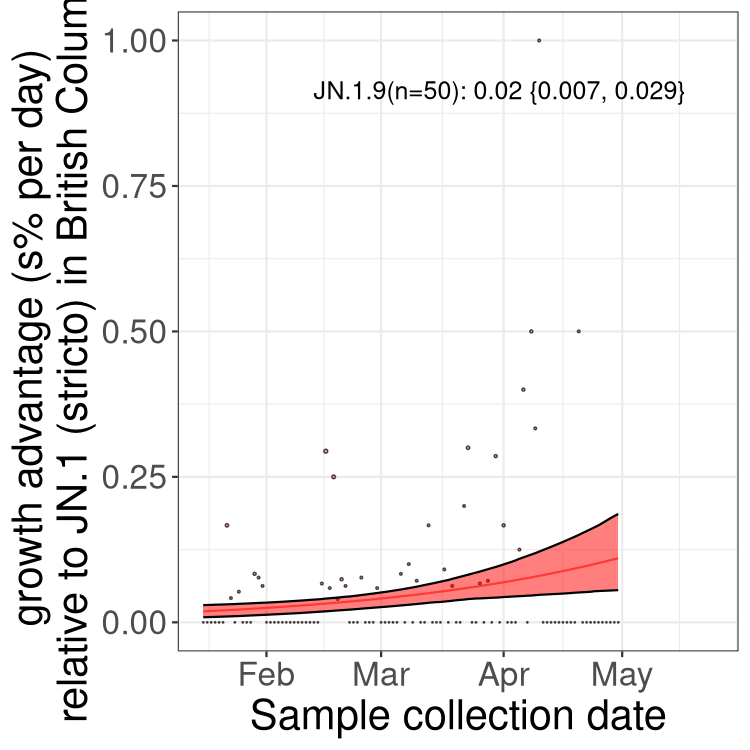 growth advantage (s% per day)
relative to JN.1 (stricto) in British Colum
1.00
0.75
0.50
0.25
0.00
JN.1.9(n=50): 0.02 {0.007, 0.029}
Feb Mar Apr May
Sample collection date